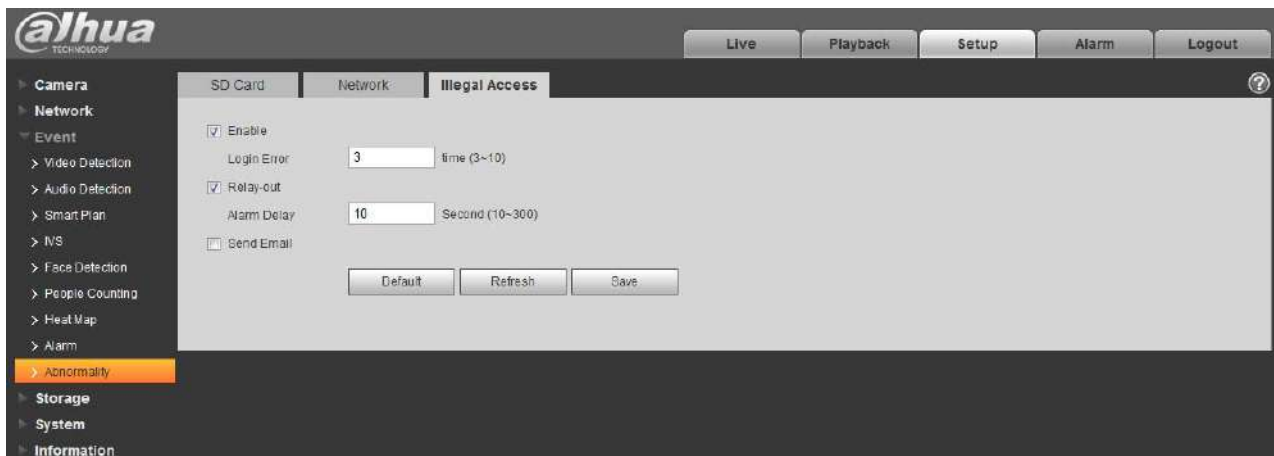 alhua
TECHNOLOGY
Live Playback Setup Alarm Logout
Camera
Network
Event
> Video Detection
> Audio Detection
> Smart Plan
> IVS
> Face Detection
> People Counting
> Heat Map
> Alarm
> Abnormality
Storage
System
Information
SD Card Network Illegal Access
?
Enable
Login Error 3 time (3~10)
Relay-out
Alarm Delay 10 Second (10~300)
Send Email
Default Refresh Save